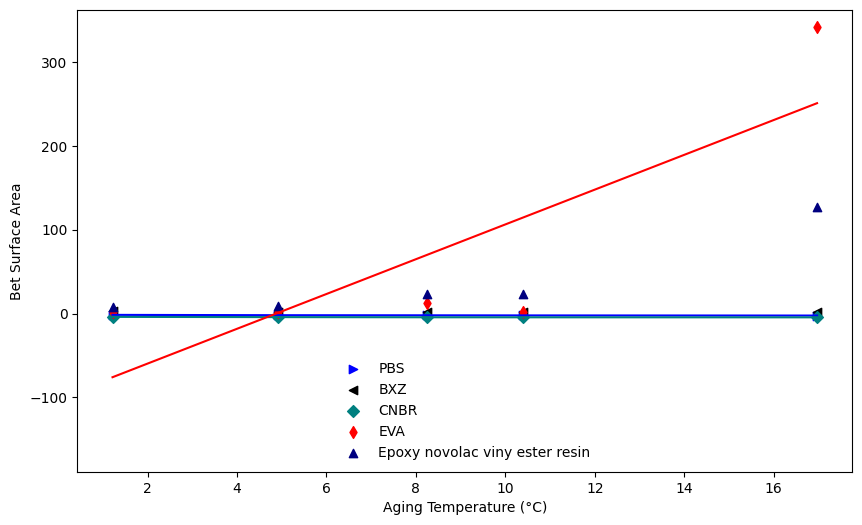 300
200
100
0
−100
Bet Surface Area
2
4
6
8
10
12
14
16
Aging Temperature (°C)
PBS
BXZ
CNBR
EVA
Epoxy novolac viny ester resin